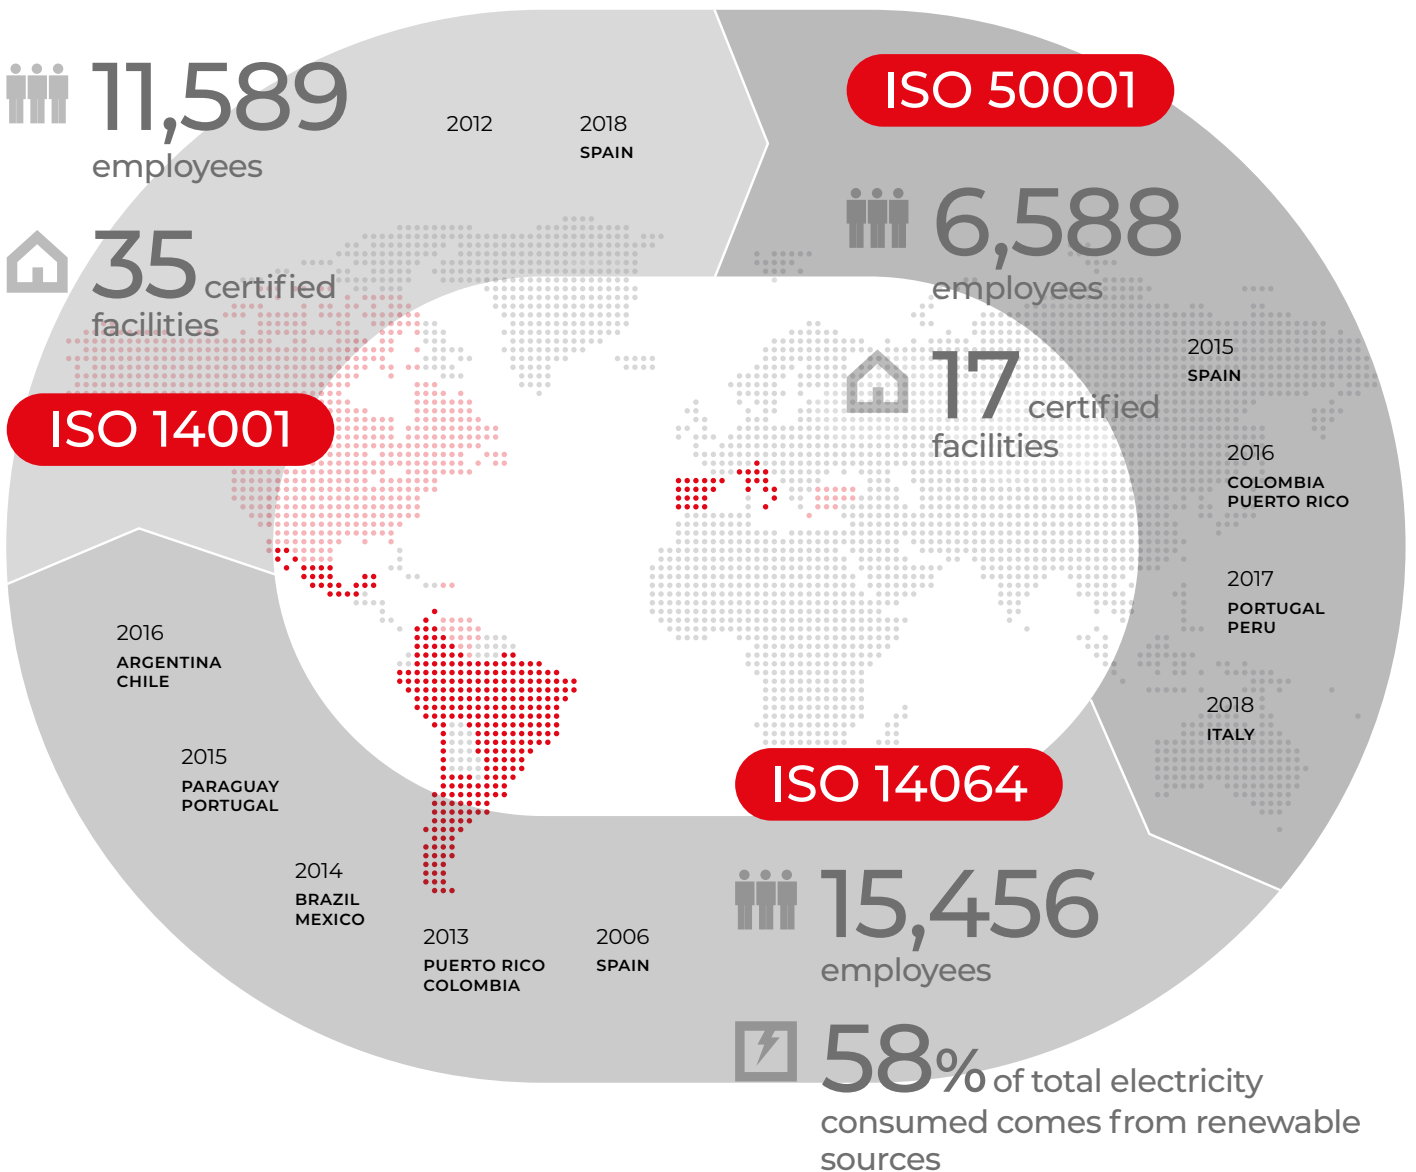 11,589
employees
35 certified
facilities
ISO 14001
2012
2018
SPAIN
ISO 50001
6,588
employees
17 certified
facilities
2015
SPAIN
2016
COLOMBIA
PUERTO RICO
2017
PORTUGAL
PERU
2018
ITALY
ISO 14064
15,456
employees
58% of total electricity
consumed comes from renewable
sources
2006
SPAIN
2013
PUERTO RICO
COLOMBIA
2014
BRAZIL
MEXICO
2015
PARAGUAY
PORTUGAL
2016
ARGENTINA
CHILE